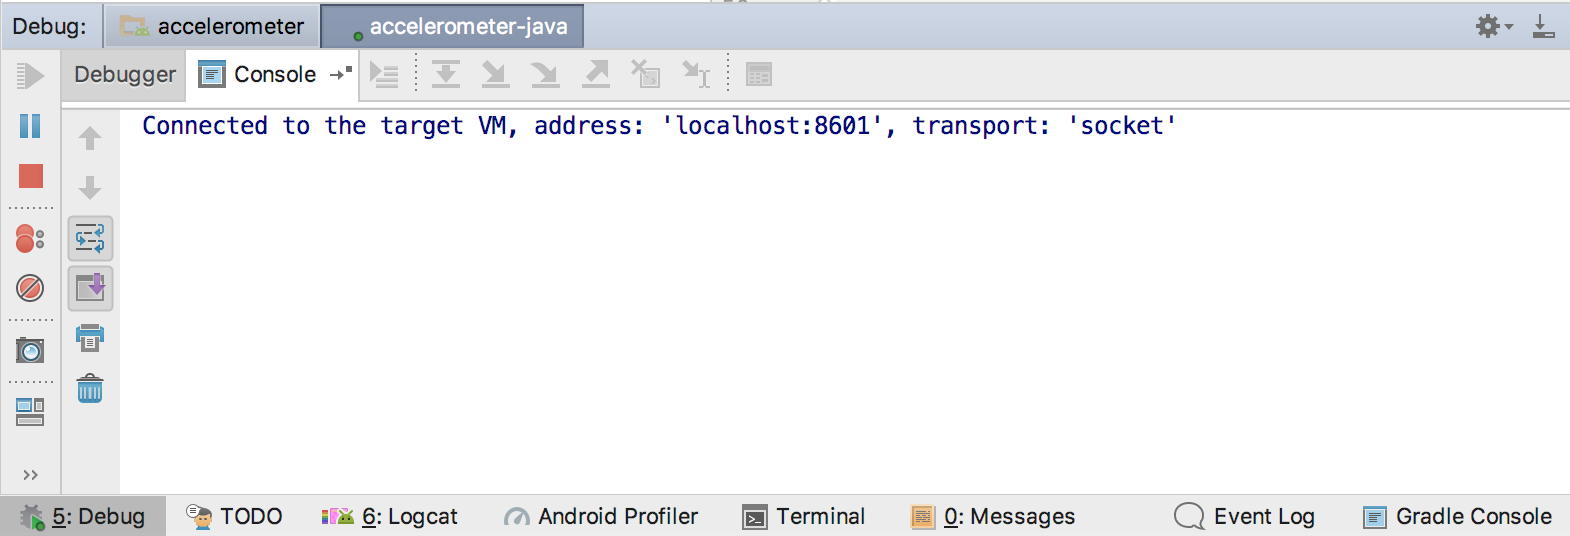 Debug: accelerometer accelerometer-java
Debugger Console
Connected to the target VM, address: 'localhost:8601', transport: 'socket'
5: Debug TODO 6: Logcat Android Profiler Terminal 0: Messages Event Log Gradle Console